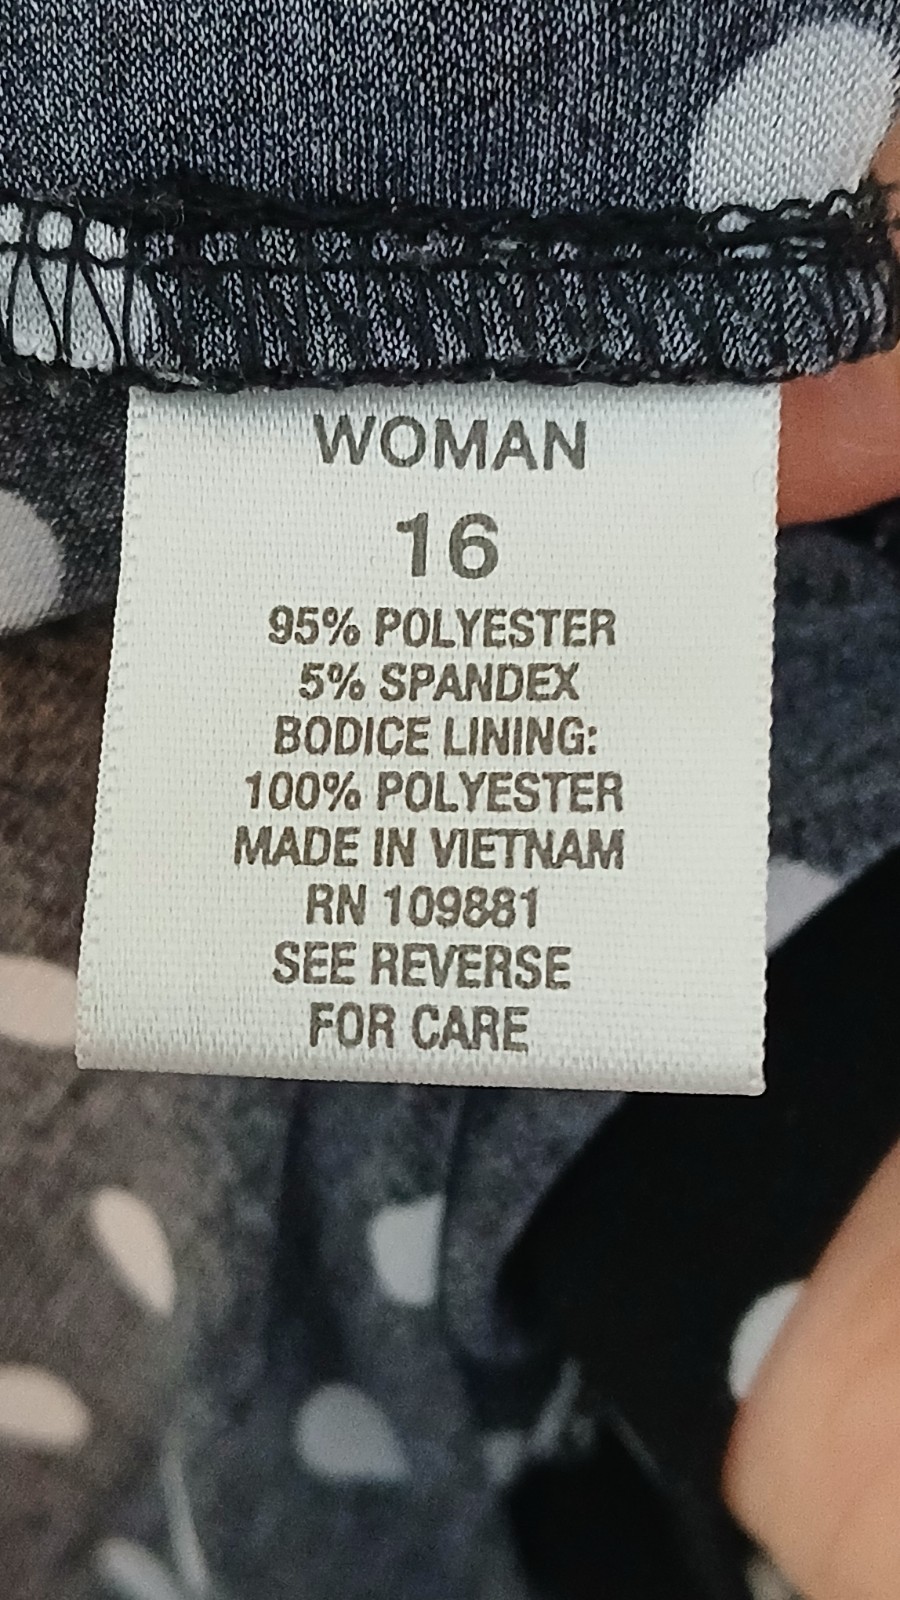 WOMAN
16
95% POLYESTER
5% SPANDEX
BODICE LINING:
100% POLYESTER
MADE IN VIETNAM
RN 109881
SEE REVERSE
FOR CARE